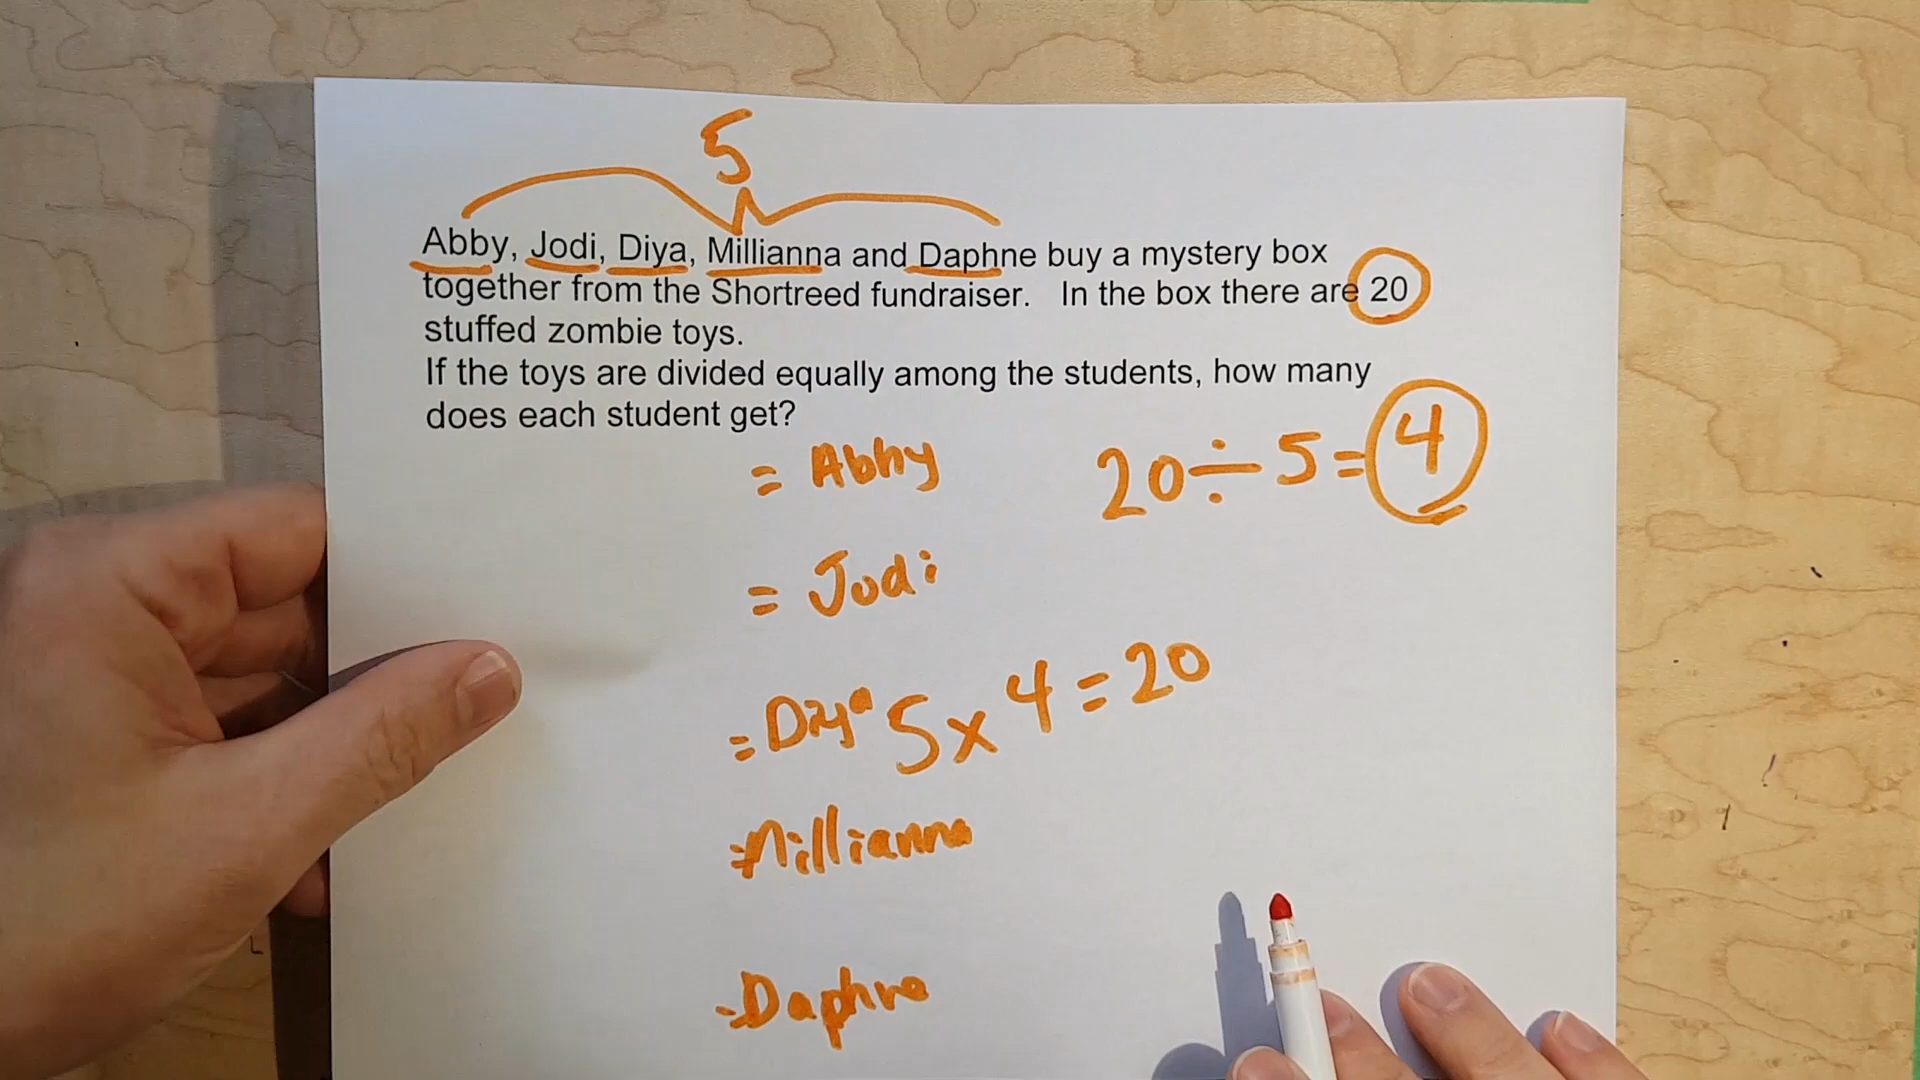 5
Abby, Jodi, Diya, Millianna and Daphne buy a mystery box
together from the Shortreed fundraiser. In the box there are 20
stuffed zombie toys.
If the toys are divided equally among the students, how many
does each student get?
= Abby
20 ÷ 5 = 4
= Jodi
= Diya
5 x 4 = 20
= Millianna
- Daphne